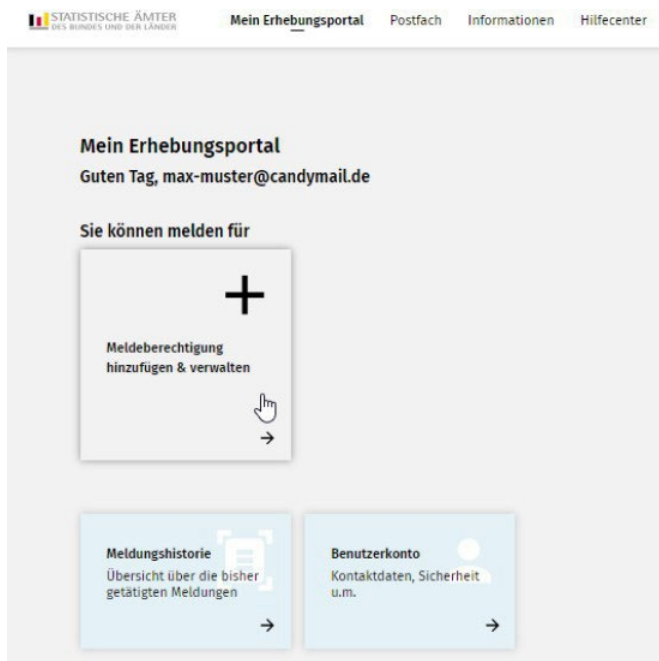 STATISTISCHE ÄMTER
DES BUNDES UND DER LÄNDER
Mein Erhebungsportal Postfach Informationen Hilfecenter
Mein Erhebungsportal
Guten Tag, max-muster@candymail.de
Sie können melden für
Meldeberechtigung
hinzufügen & verwalten
Meldungshistorie
Übersicht über die bisher
getätigten Meldungen
Benutzerkonto
Kontaktdaten, Sicherheit
u.m.